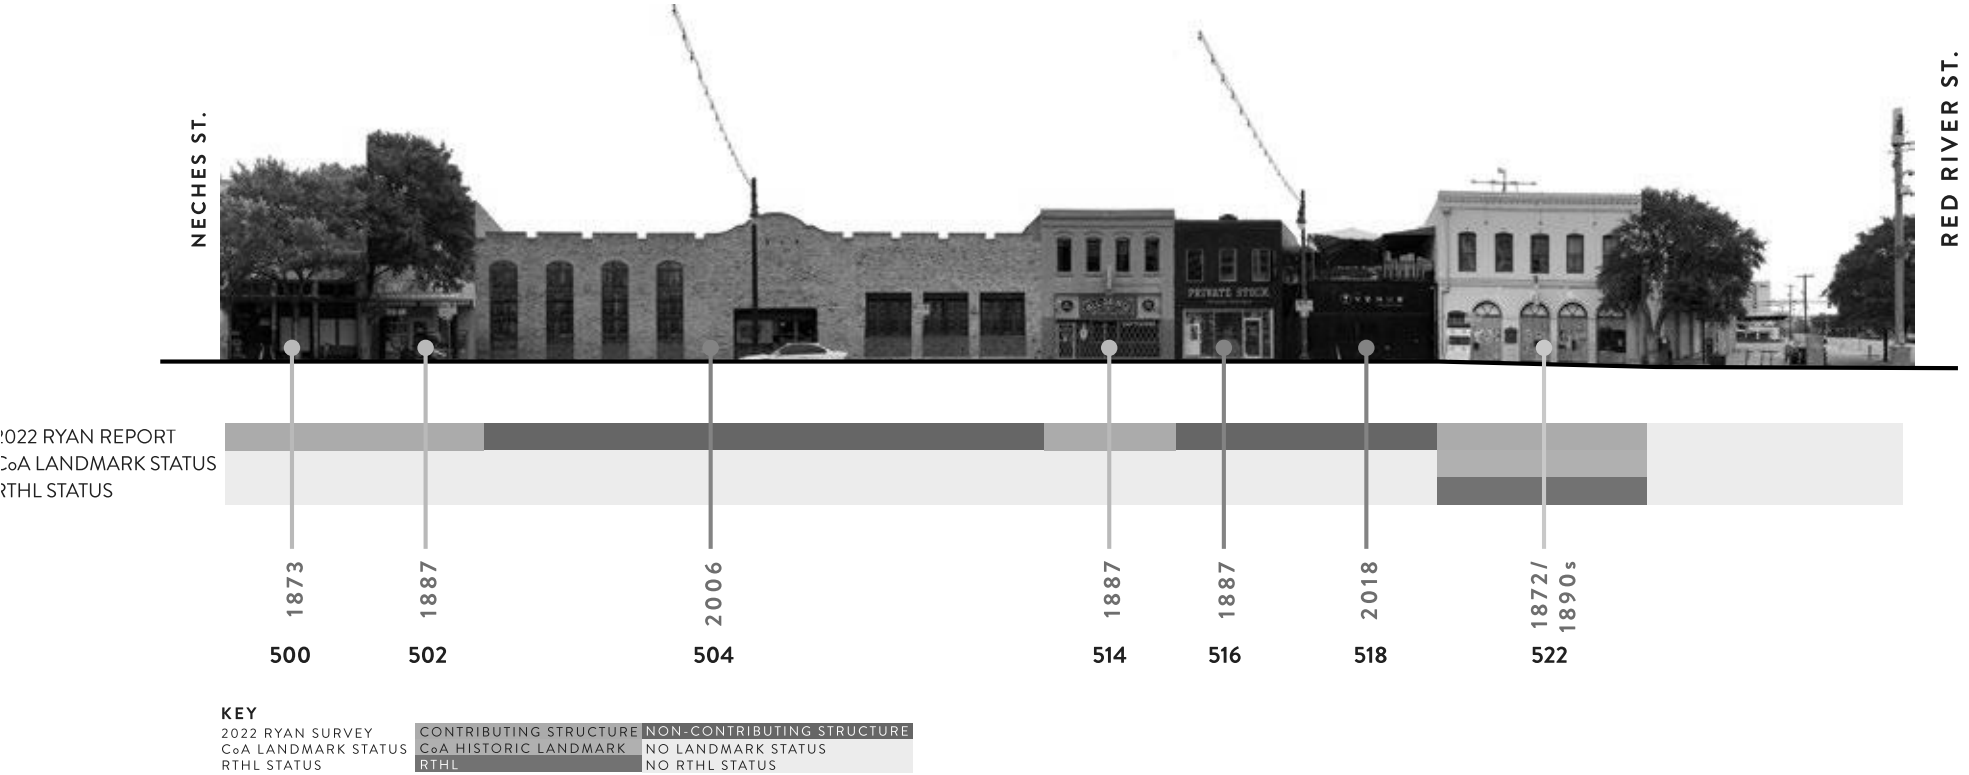 NECHES ST.
RED RIVER ST.
PRIVATE STOCK
VENUE
2022 RYAN REPORT
CoA LANDMARK STATUS
RTHL STATUS
1873
1887
2006
1887
1887
2018
1872/
1890s
500
502
504
514
516
518
522
KEY
2022 RYAN SURVEY CONTRIBUTING STRUCTURE NON-CONTRIBUTING STRUCTURE
CoA LANDMARK STATUS CoA HISTORIC LANDMARK NO LANDMARK STATUS
RTHL STATUS RTHL NO RTHL STATUS